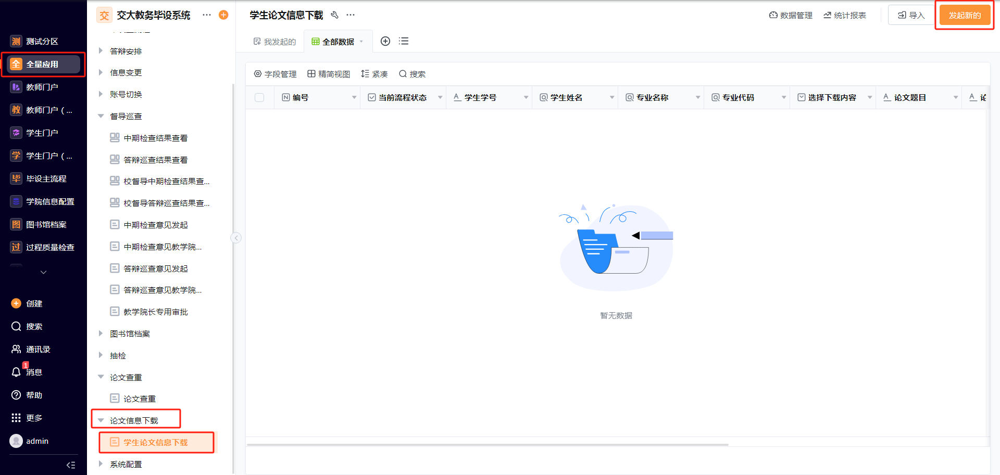 测 测试分区
全 全量应用
教师门户
教 教师门户（...
学生门户
学 学生门户（...
毕 毕设主流程
学院信息配置
图 图书馆档案
过 过程质量检查
创建
搜索
通讯录
1
消息
帮助
更多
admin
交 交大教务毕设系统 ...
答辩安排
信息变更
账号切换
督导巡查
中期检查结果查看
答辩巡查结果查看
校督导中期检查结果查...
校督导答辩巡查结果查...
中期检查意见发起
中期检查意见教学院...
答辩巡查意见发起
答辩巡查意见教学院...
教学院长专用审批
图书馆档案
抽检
论文查重
论文查重
论文信息下载
学生论文信息下载
系统配置
学生论文信息下载 ...
数据管理 统计报表 导入 发起新的
我发起的 全部数据
字段管理 精简视图 紧凑 搜索
编号 当前流程状态 学生学号 学生姓名 专业名称 专业代码 选择下载内容 论文题目
暂无数据